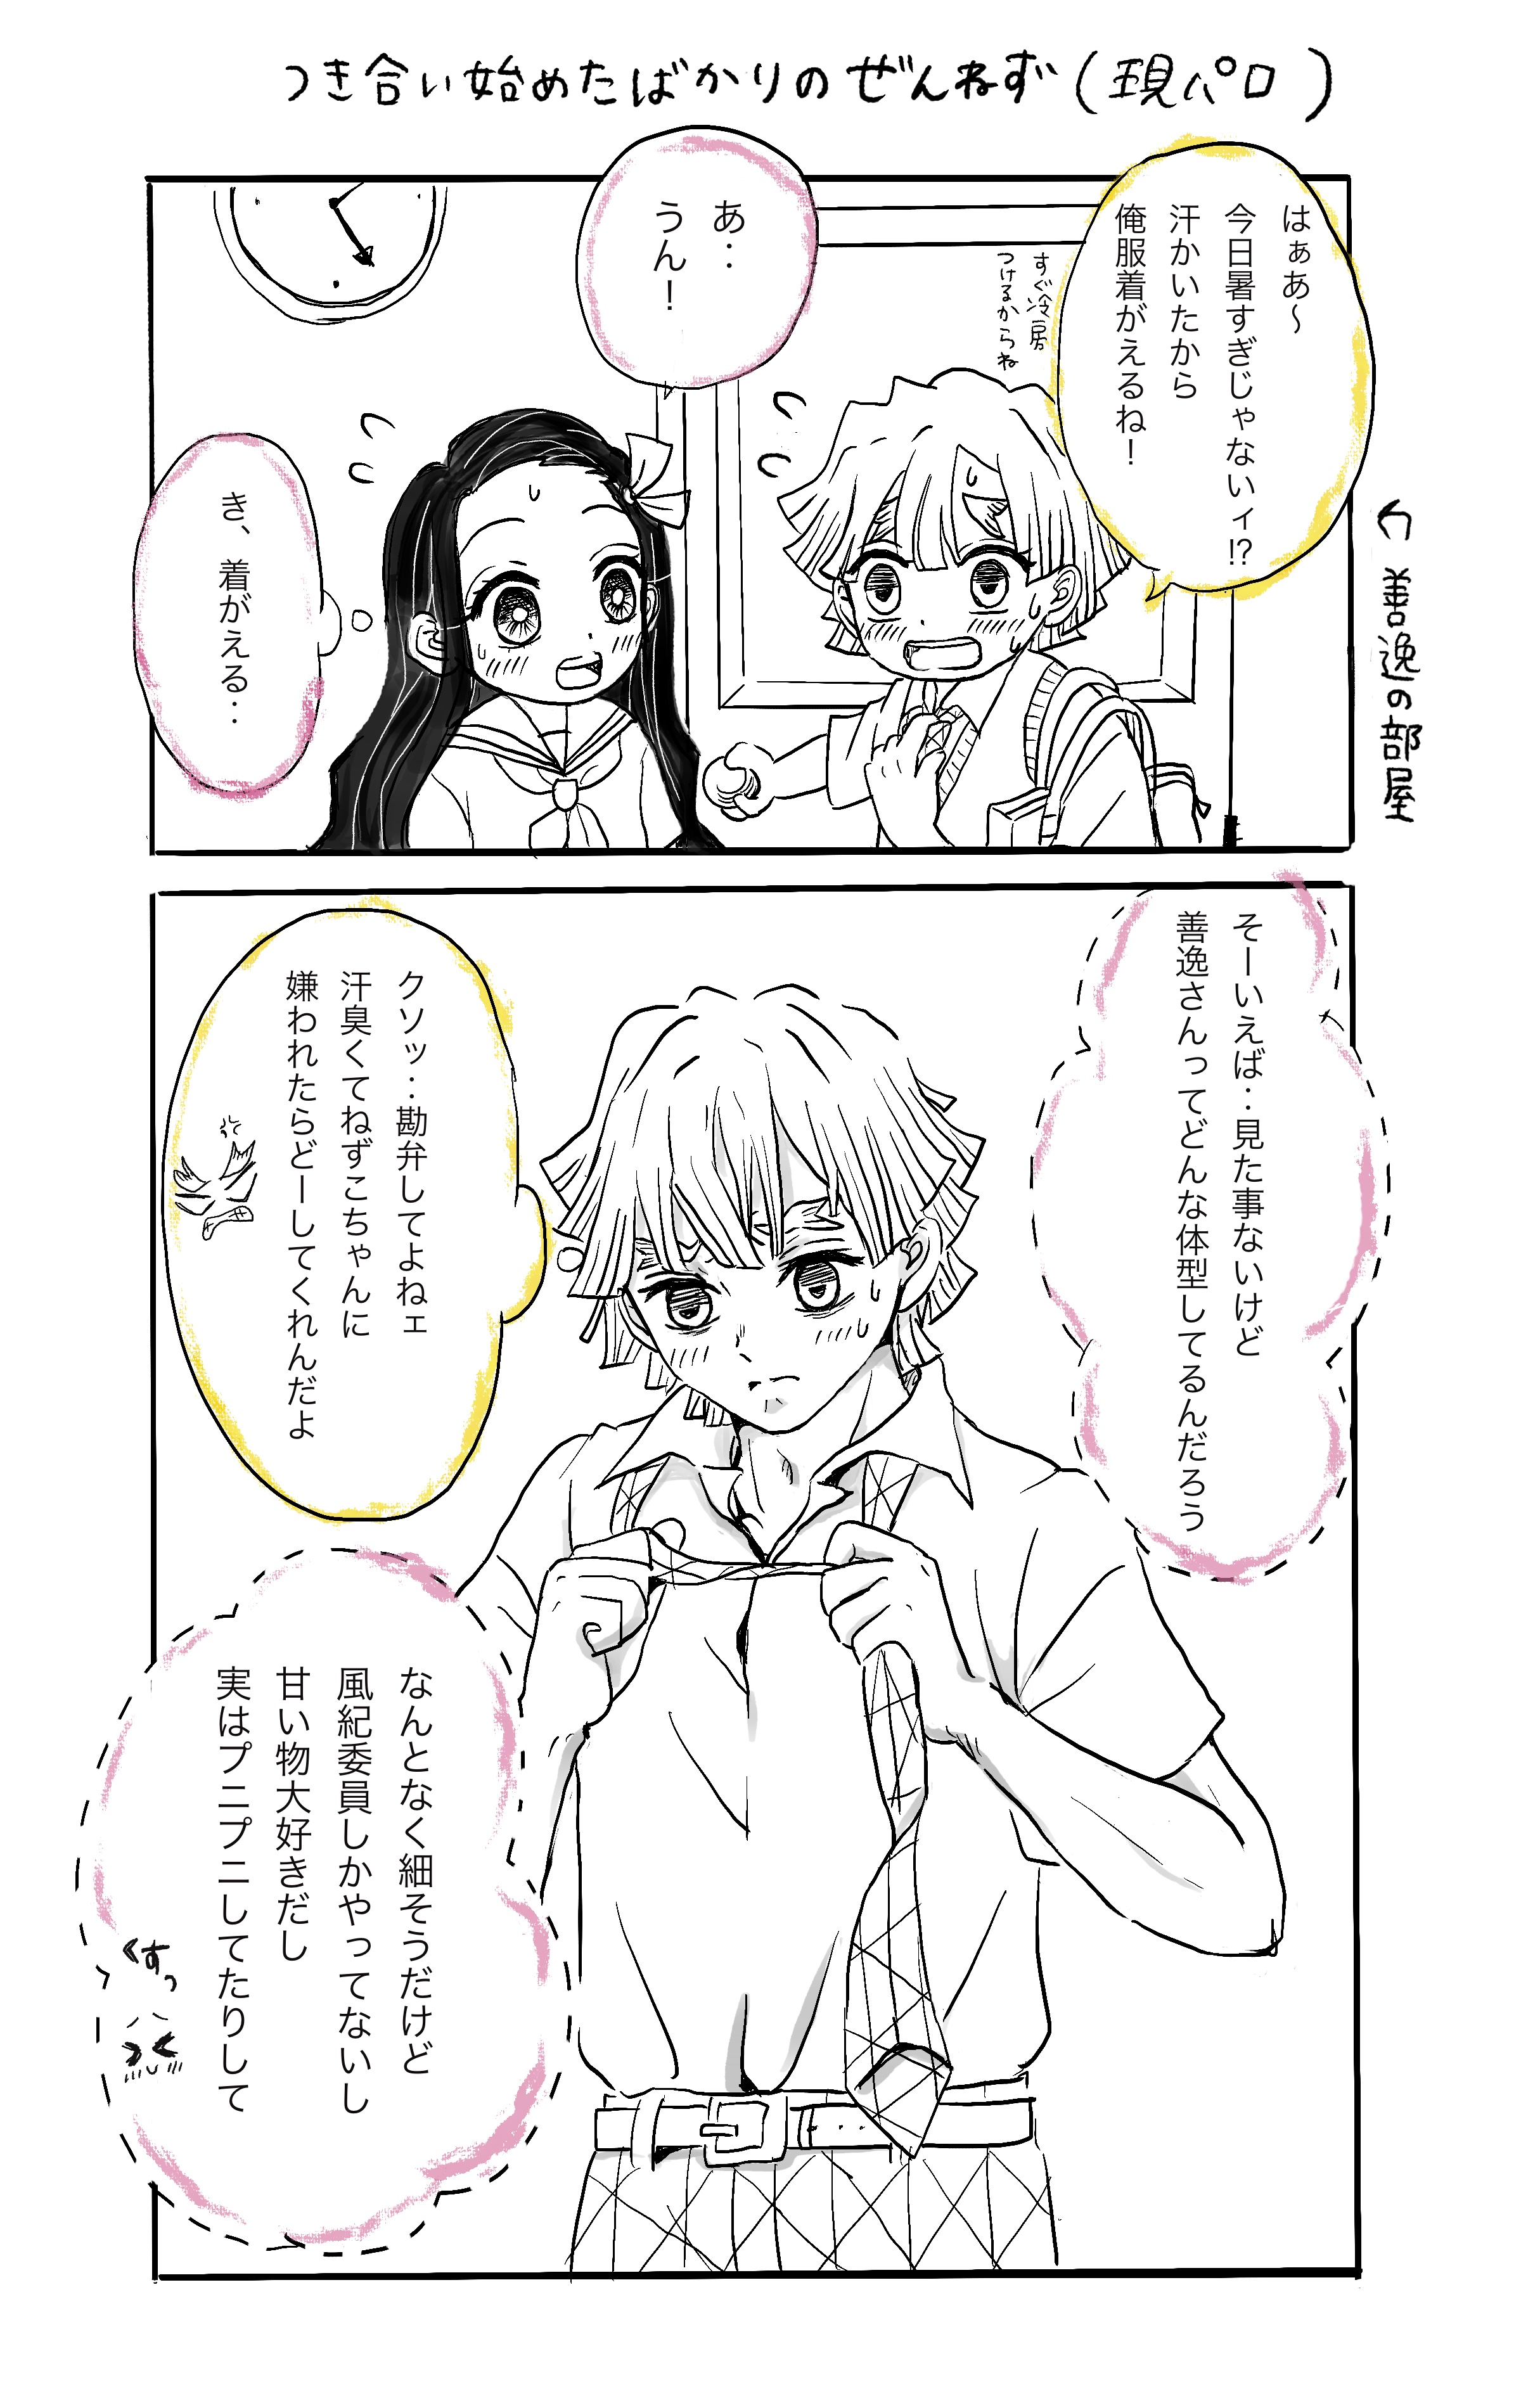 つき合い始めたばかりのぜんねず(現パロ)
はぁあ〜
今日暑すぎじゃないィ!?
汗かいたから
俺服着がえるね!
すぐ冷房
つけるからね
あ‥
うん!
き、着がえる‥
善逸の部屋
そーいえば‥見た事ないけど
善逸さんってどんな体型してるんだろう
クソッ‥勘弁してよねェ
汗臭くてねずこちゃんに
嫌われたらどーしてくれんだよ
なんとなく細そうだけど
風紀委員しかやってないし
甘い物大好きだし
実はプニプニしてたりして
くすっ